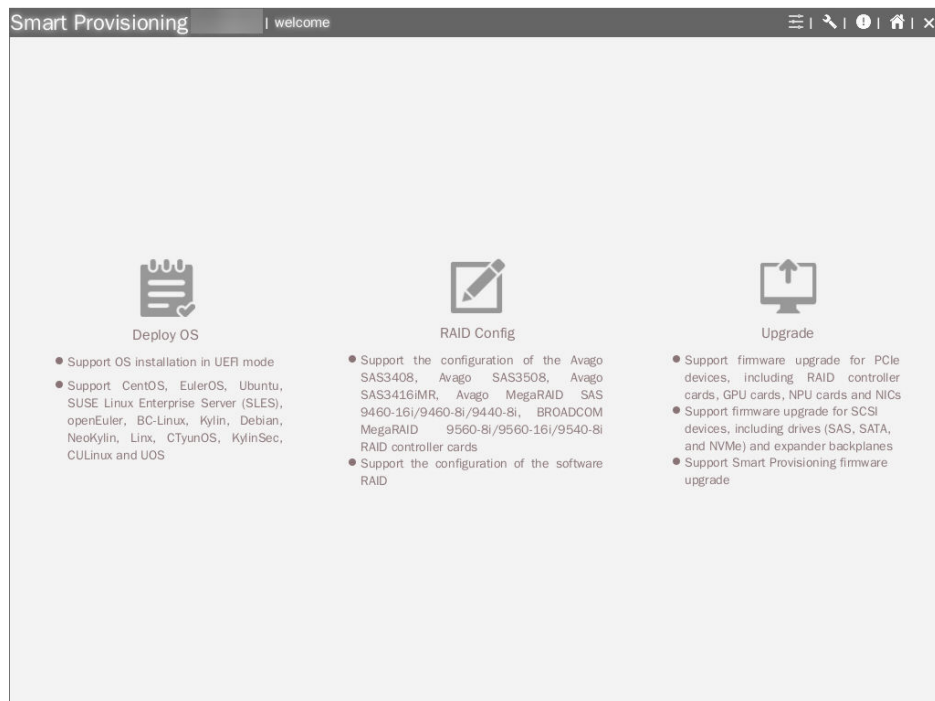 Smart Provisioning | welcome
Deploy OS
● Support OS installation in UEFI mode
● Support CentOS, EulerOS, Ubuntu,
SUSE Linux Enterprise Server (SLES),
openEuler, BC-Linux, Kylin, Debian,
NeoKylin, Linx, CTyunOS, KylinSec,
CULinux and UOS
RAID Config
● Support the configuration of the Avago
SAS3408, Avago SAS3508, Avago
SAS3416iMR, Avago MegaRAID SAS
9460-16i/9460-8i/9440-8i, BROADCOM
MegaRAID 9560-8i/9560-16i/9540-8i
RAID controller cards
● Support the configuration of the software
RAID
Upgrade
● Support firmware upgrade for PCIe
devices, including RAID controller
cards, GPU cards, NPU cards and NICs
● Support firmware upgrade for SCSI
devices, including drives (SAS, SATA,
and NVMe) and expander backplanes
● Support Smart Provisioning firmware
upgrade